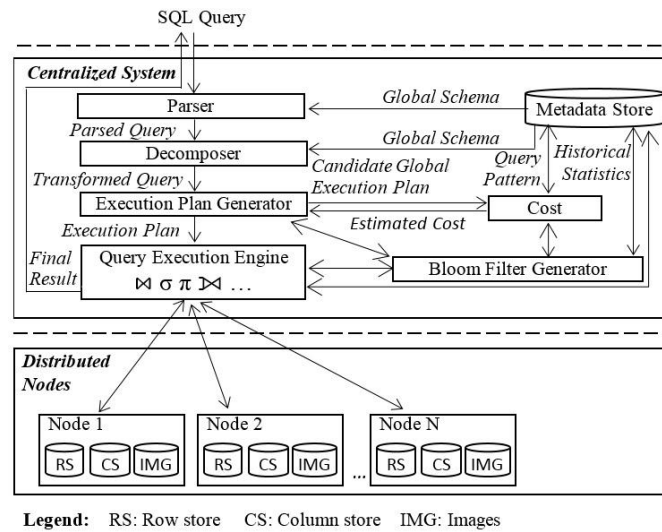 SQL Query
Centralized System
Parser
Global Schema
Metadata Store
Parsed Query
Global Schema
Decomposer
Transformed Query
Candidate Global
Execution Plan
Query
Pattern
Historical
Statistics
Execution Plan Generator
Estimated Cost
Cost
Execution Plan
Final
Result
Query Execution Engine
⋈ σ π ⟕ ...
Bloom Filter Generator
Distributed
Nodes
Node 1
RS CS IMG
Node 2
RS CS IMG
...
Node N
RS CS IMG
Legend: RS: Row store CS: Column store IMG: Images